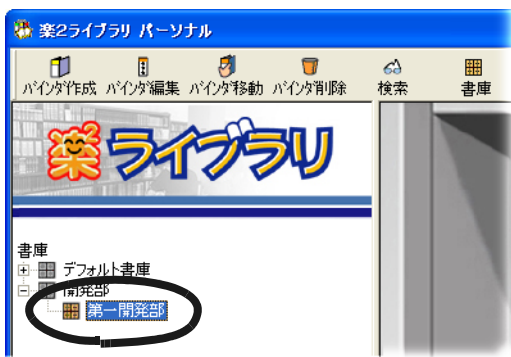 楽2ライブラリ パーソナル
バインダ作成 バインダ編集 バインダ移動 バインダ削除 検索 書庫
楽 ライブラリ
書庫
デフォルト書庫
開発部
第一開発部